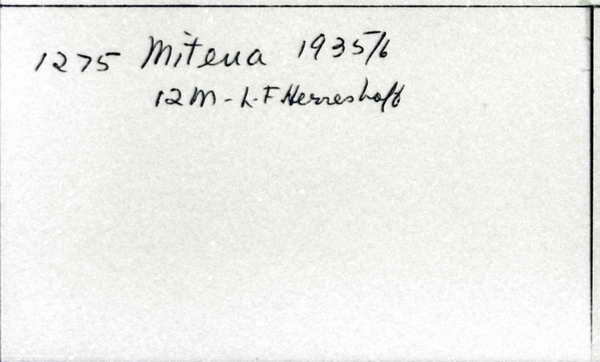 1275 Mitena 1935/6
12M - L.F Herreshoff